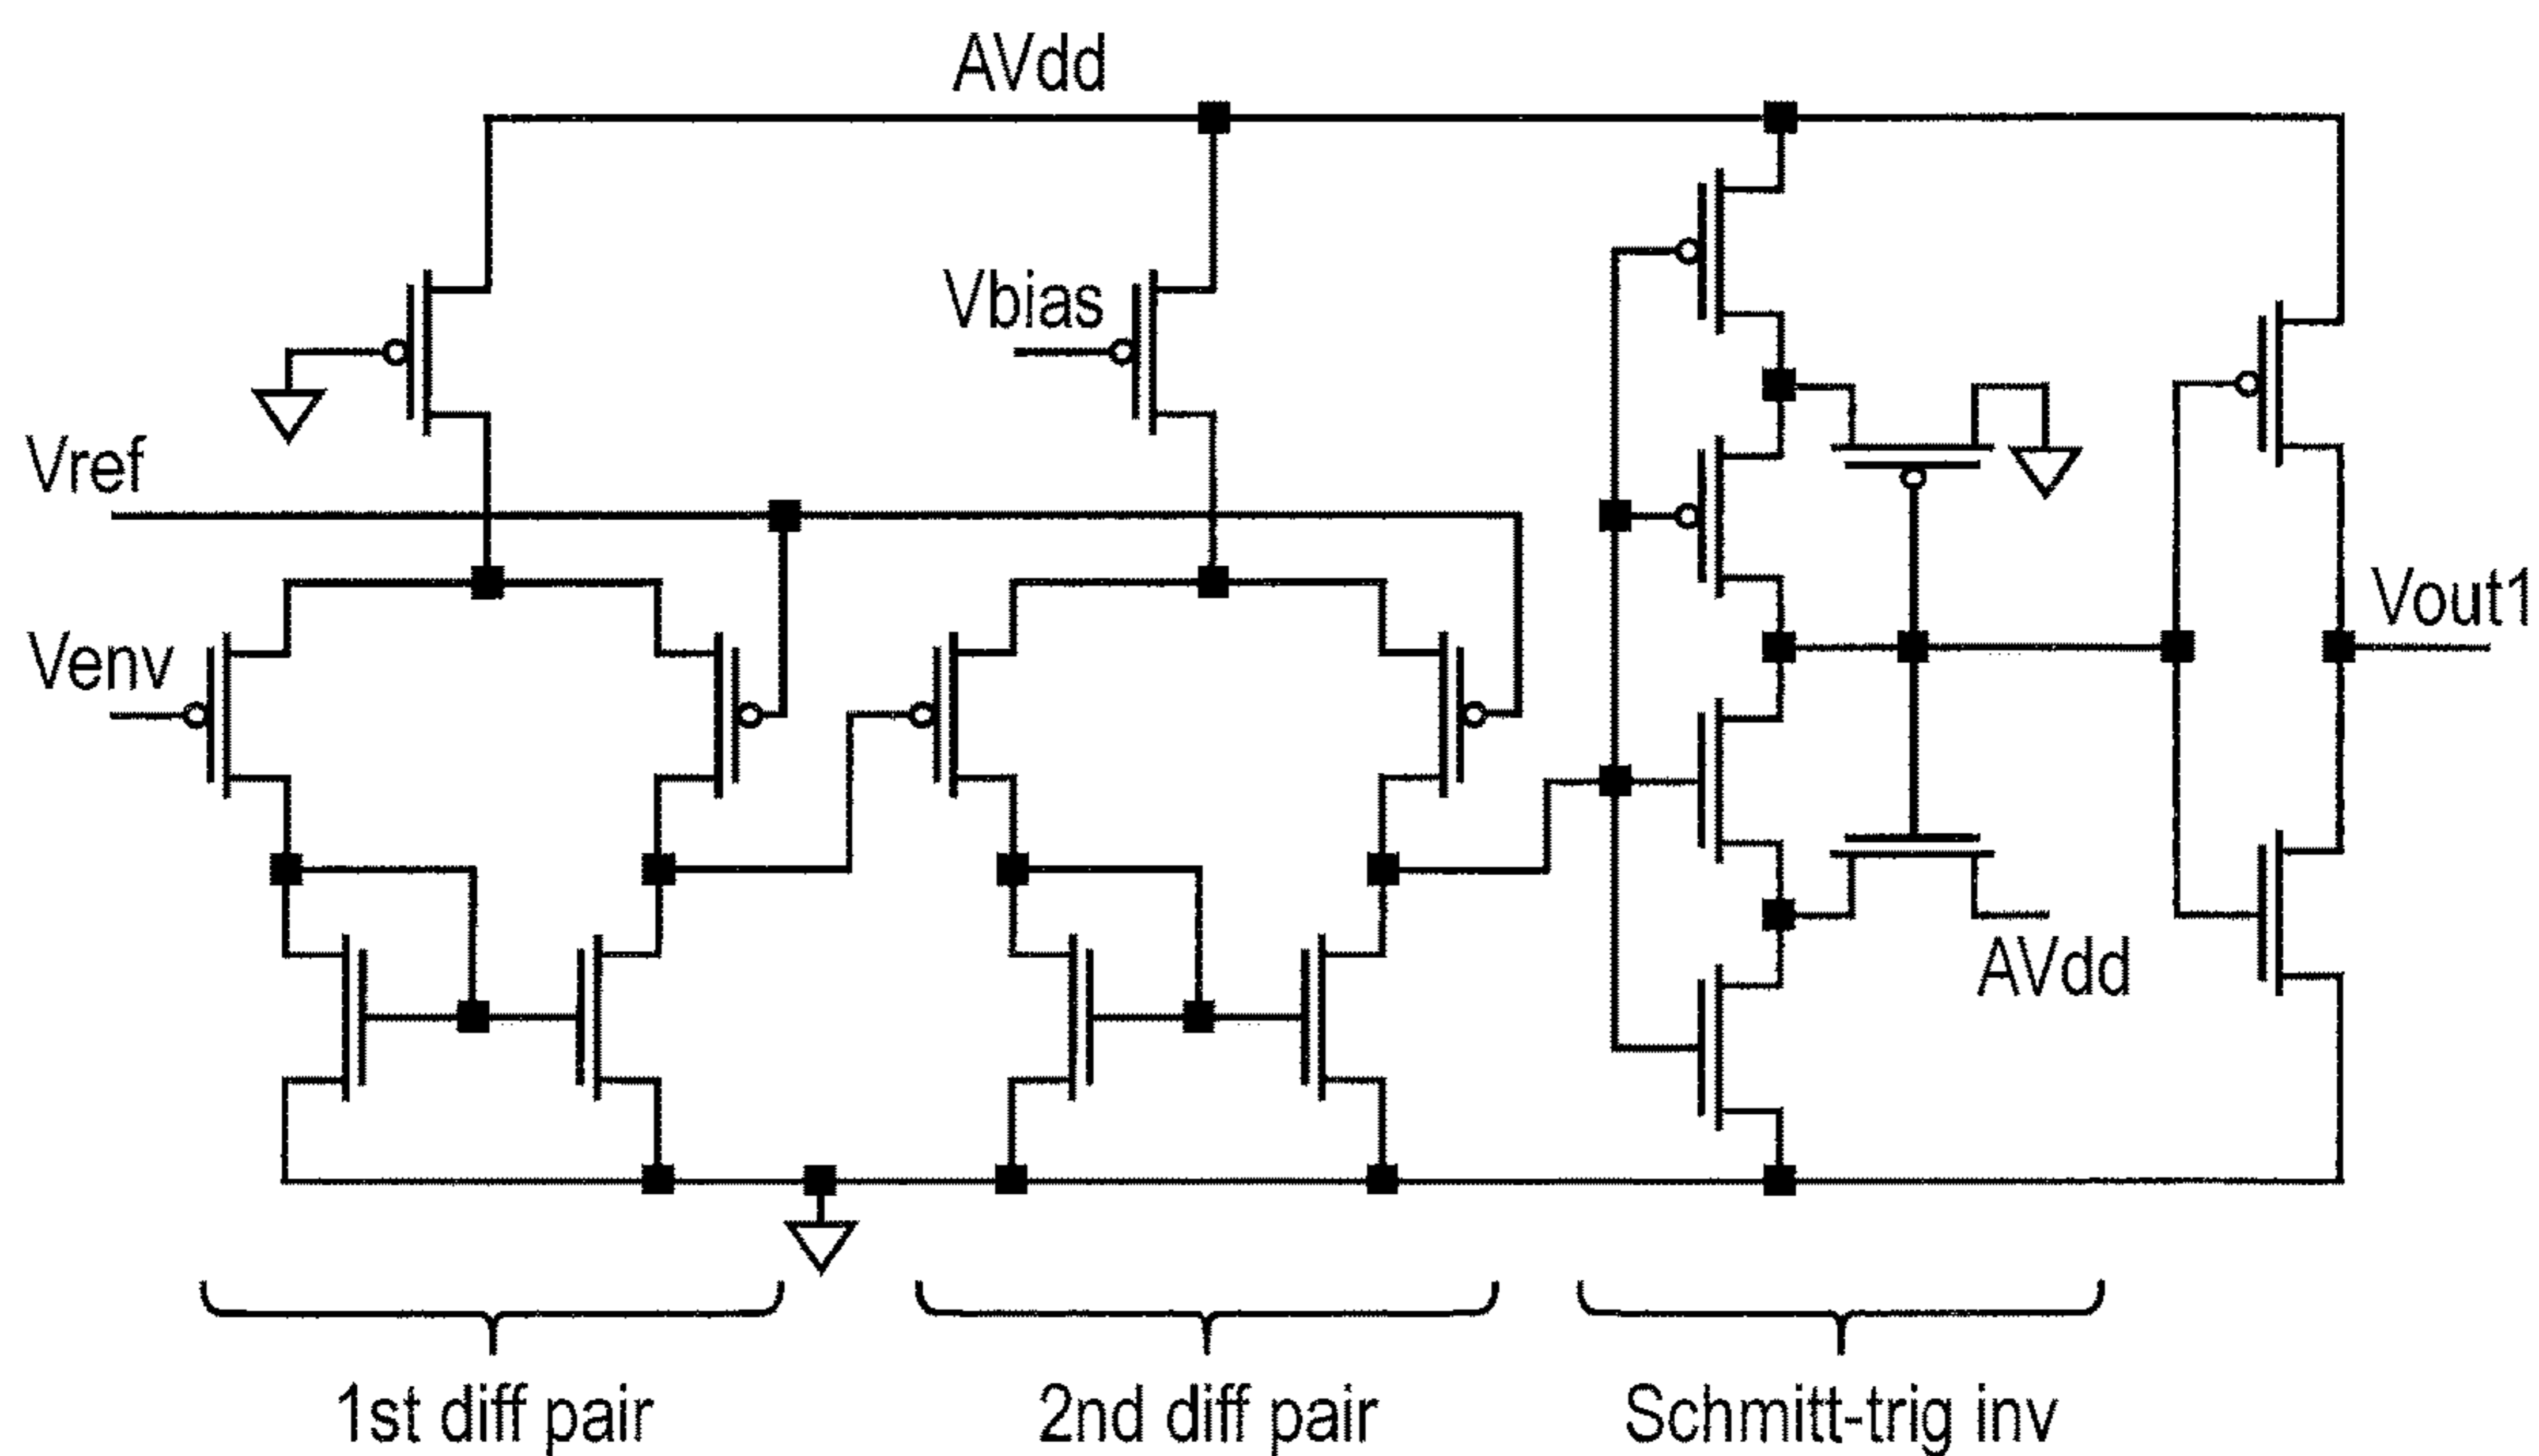 AVdd
Vbias
Vref
Venv
Vout1
AVdd
1st diff pair
2nd diff pair
Schmitt-trig inv